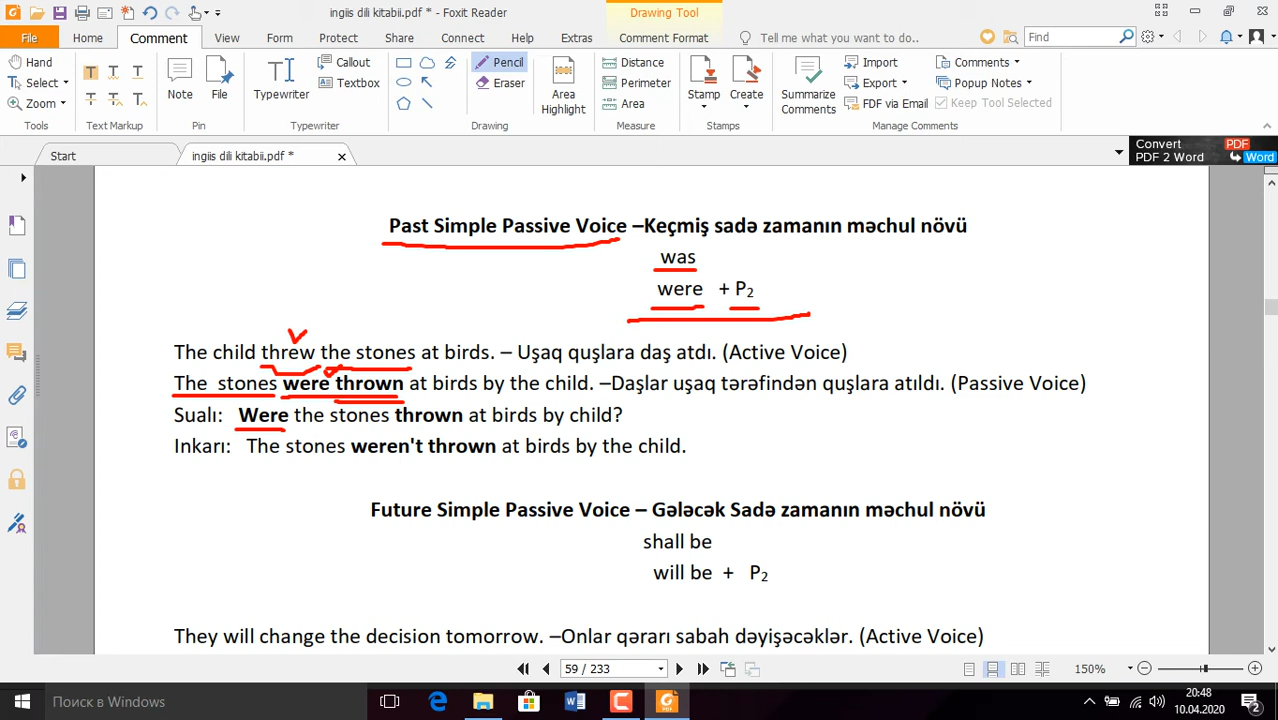 ingiis dili kitabii.pdf * - Foxit Reader
Drawing Tool
File Home Comment View Form Protect Share Connect Help Extras Comment Format
Tell me what you want to do...
Find
Hand
Select
Zoom
Tools
Text Markup
Note
File
Pin
Typewriter
Callout
Textbox
Typewriter
Pencil
Eraser
Drawing
Area
Highlight
Distance
Perimeter
Area
Measure
Stamp
Create
Stamps
Summarize
Comments
Import
Export
FDF via Email
Comments
Popup Notes
Keep Tool Selected
Manage Comments
Start
ingiis dili kitabii.pdf *
Convert
PDF 2 Word
PDF
Word
Past Simple Passive Voice –Keçmiş sadə zamanın məchul növü
was
were + P₂
The child threw the stones at birds. – Uşaq quşlara daş atdı. (Active Voice)
The stones were thrown at birds by the child. –Daşlar uşaq tərəfindən quşlara atıldı. (Passive Voice)
Sualı: Were the stones thrown at birds by child?
Inkarı: The stones weren't thrown at birds by the child.
Future Simple Passive Voice – Gələcək Sadə zamanın məchul növü
shall be
will be + P₂
They will change the decision tomorrow. –Onlar qərarı sabah dəyişəcəklər. (Active Voice)
59 / 233
150%
Поиск в Windows
20:48
10.04.2020
2